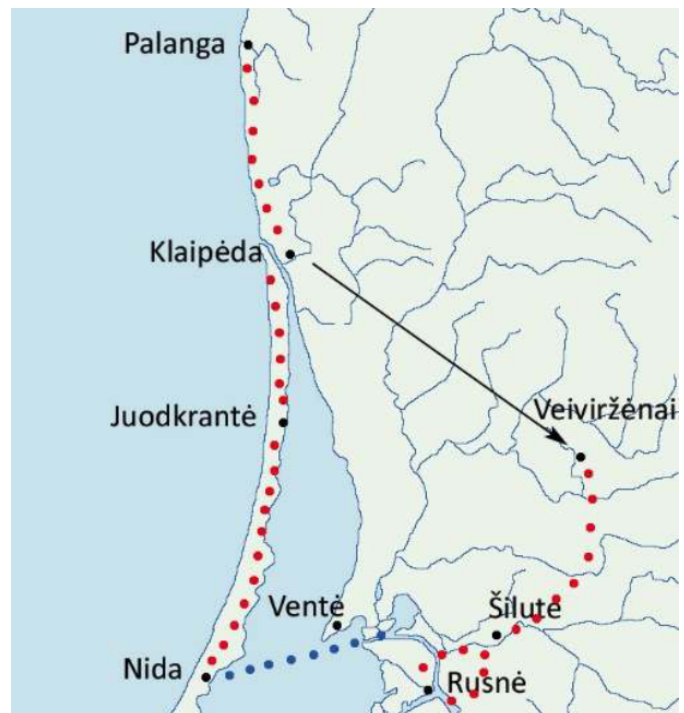 Palanga
Klaipėda
Juodkrantė
Veiviržėnai
Ventė
Šilutė
Nida
Rusnė